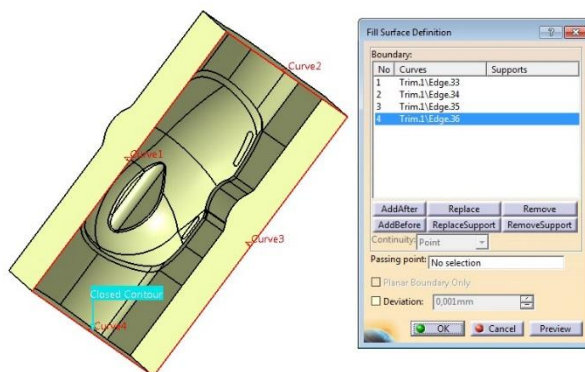 Curve2
Curve1
Curve3
Closed Contour
Curve4
Fill Surface Definition
Boundary:
No Curves Supports
1 Trim.1\Edge.33
2 Trim.1\Edge.34
3 Trim.1\Edge.35
4 Trim.1\Edge.36
AddAfter Replace Remove
AddBefore ReplaceSupport RemoveSupport
Continuity: Point
Passing point: No selection
Planar Boundary Only
Deviation: 0,001mm
OK Cancel Preview